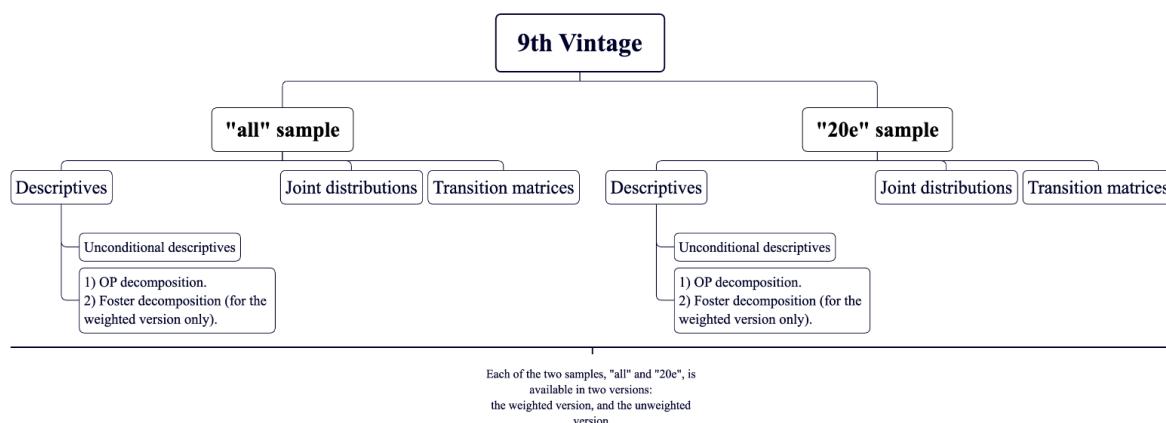 9th Vintage
"all" sample
"20e" sample
Descriptives
Joint distributions
Transition matrices
Descriptives
Joint distributions
Transition matrices
Unconditional descriptives
1) OP decomposition.
2) Foster decomposition (for the
weighted version only).
Unconditional descriptives
1) OP decomposition.
2) Foster decomposition (for the
weighted version only).
Each of the two samples, "all" and "20e", is
available in two versions:
the weighted version, and the unweighted
version